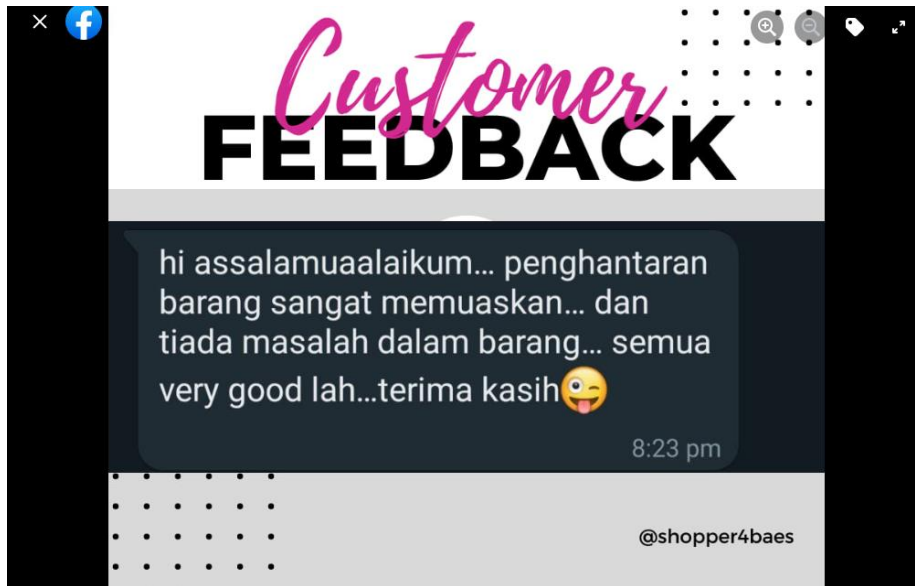 Customer
FEEDBACK
hi assalamuaalaikum... penghantaran
barang sangat memuaskan... dan
tiada masalah dalam barang... semua
very good lah...terima kasih😜
8:23 pm
@shopper4baes